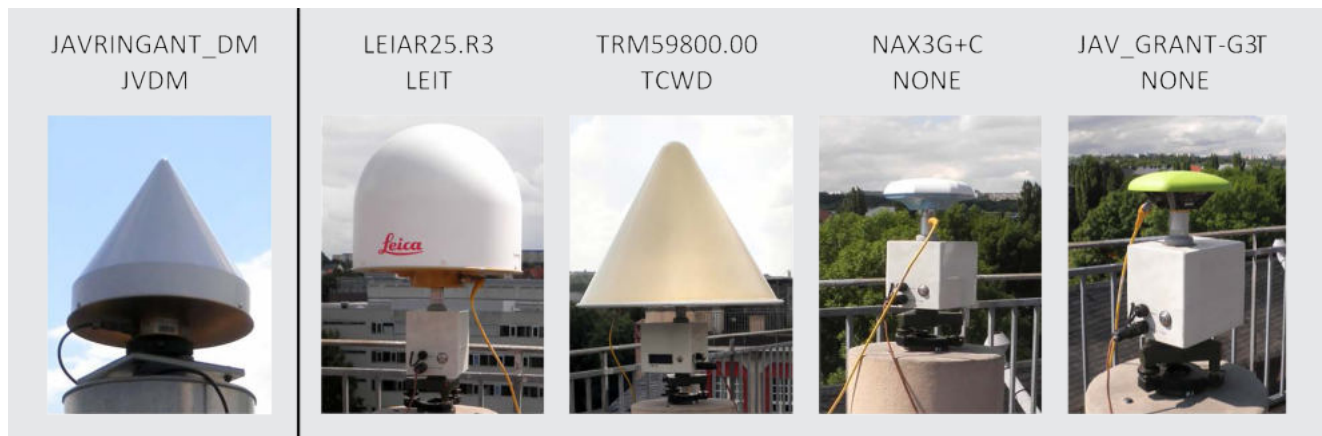 JAVRINGANT_DM
JVDM
LEIAR25.R3
LEIT
TRM59800.00
TCWD
NAX3G+C
NONE
JAV_GRANT-G3T
NONE
Leica